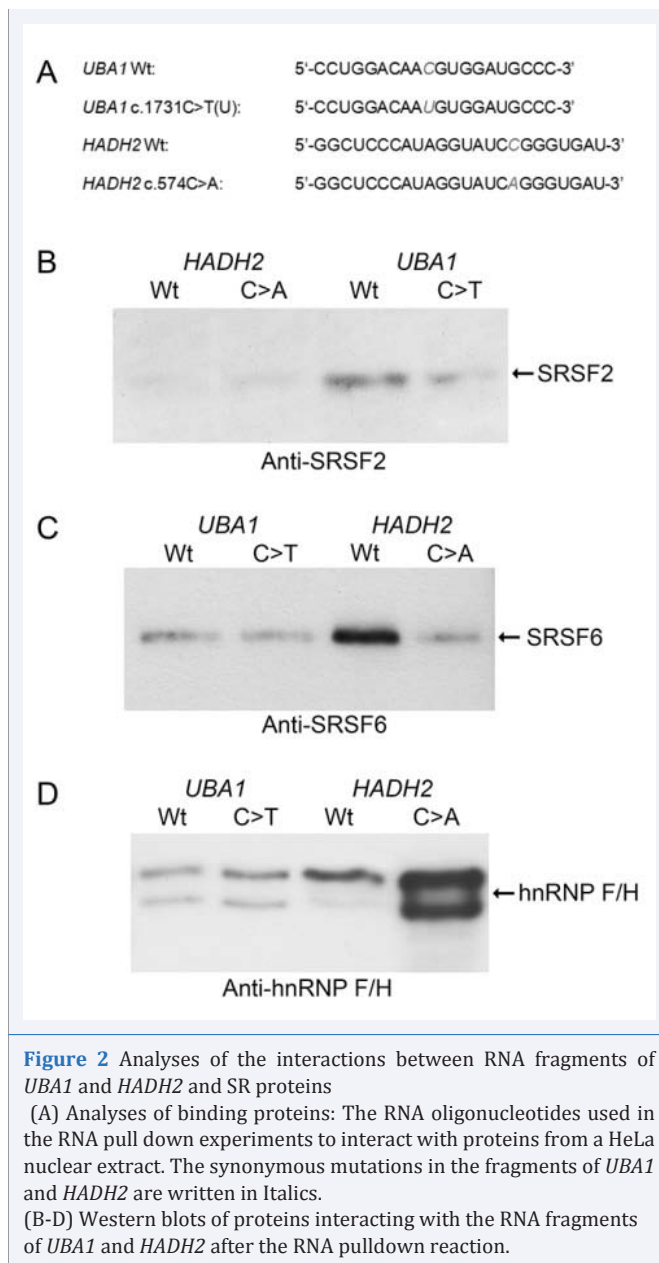 A
UBA1 Wt: 5'-CCUGGACAACGUGGAUGCCC-3'
UBA1 c.1731C>T(U): 5'-CCUGGACAAUGUGGAUGCCC-3'
HADH2 Wt: 5'-GGCUCCCAUAGGUAUCCGGGUGAU-3'
HADH2 c.574C>A: 5'-GGCUCCCAUAGGUAUCAGGGUGAU-3'
B
HADH2 UBA1
Wt C>A Wt C>T
←SRSF2
Anti-SRSF2
C
UBA1 HADH2
Wt C>T Wt C>A
← SRSF6
Anti-SRSF6
D
UBA1 HADH2
Wt C>T Wt C>A
←hnRNP F/H
Anti-hnRNP F/H
Figure 2 Analyses of the interactions between RNA fragments of
UBA1 and HADH2 and SR proteins
(A) Analyses of binding proteins: The RNA oligonucleotides used in
the RNA pull down experiments to interact with proteins from a HeLa
nuclear extract. The synonymous mutations in the fragments of UBA1
and HADH2 are written in Italics.
(B-D) Western blots of proteins interacting with the RNA fragments
of UBA1 and HADH2 after the RNA pulldown reaction.